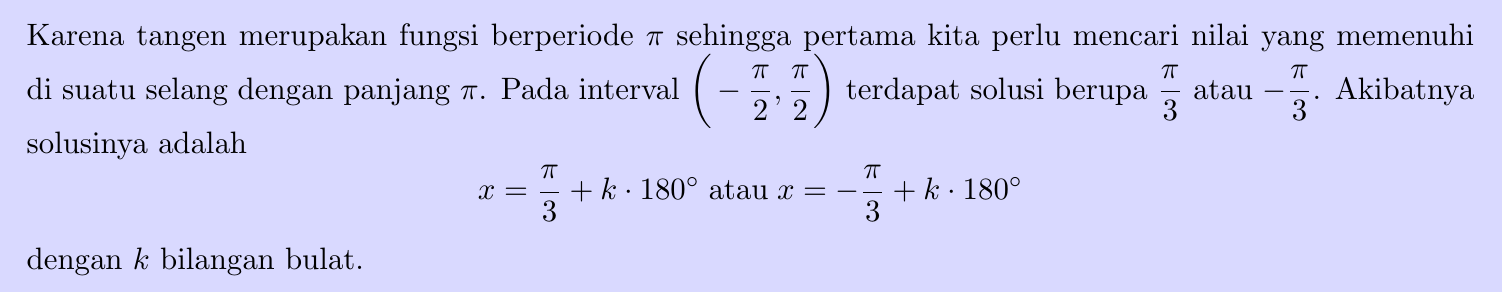 Karena tangen merupakan fungsi berperiode π sehingga pertama kita perlu mencari nilai yang memenuhi
di suatu selang dengan panjang π. Pada interval (−π/2, π/2) terdapat solusi berupa π/3 atau −π/3. Akibatnya
solusinya adalah
x = π/3 + k · 180° atau x = −π/3 + k · 180°
dengan k bilangan bulat.